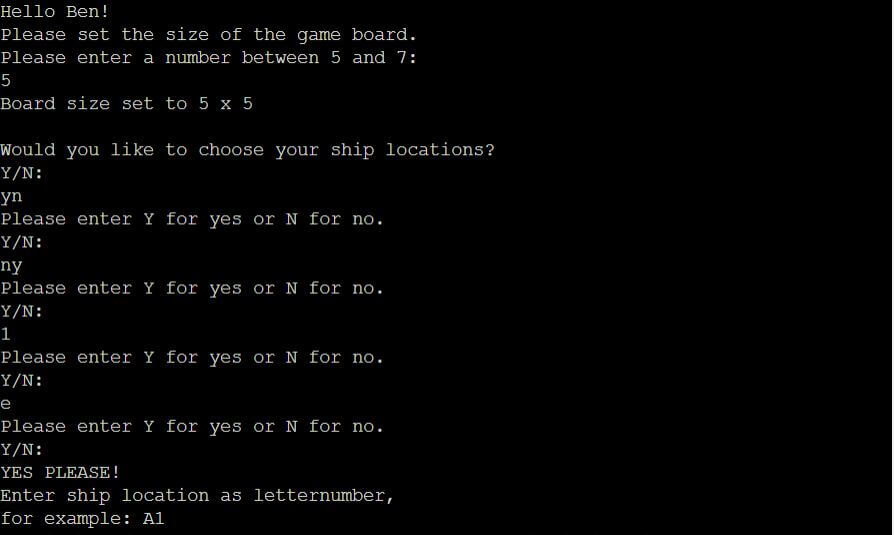 Hello Ben!
Please set the size of the game board.
Please enter a number between 5 and 7:
5
Board size set to 5 x 5
Would you like to choose your ship locations?
Y/N:
yn
Please enter Y for yes or N for no.
Y/N:
ny
Please enter Y for yes or N for no.
Y/N:
1
Please enter Y for yes or N for no.
Y/N:
e
Please enter Y for yes or N for no.
Y/N:
YES PLEASE!
Enter ship location as letternumber,
for example: A1